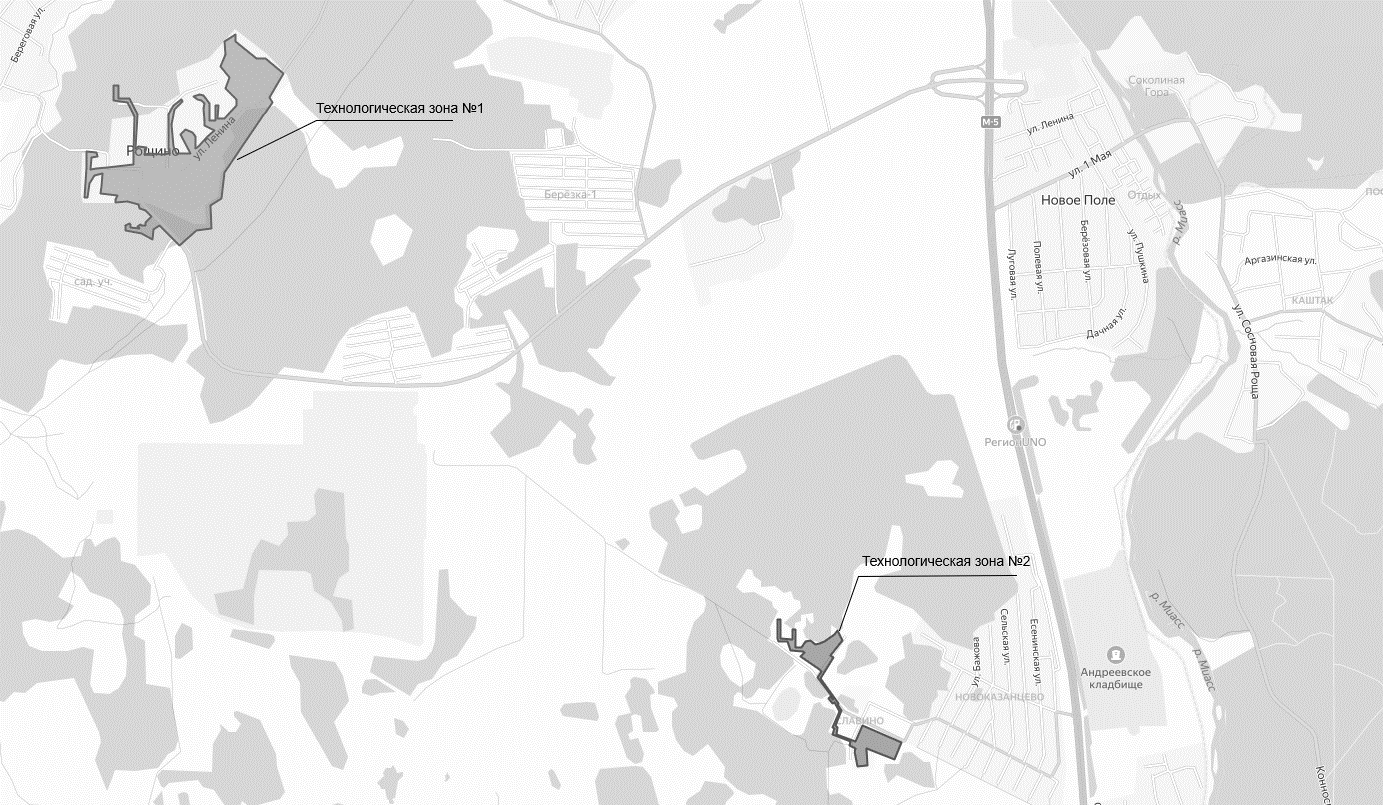 Береговая ул.
Технологическая зона №1
Рощино
ул. Ленина
Берёзка-1
сад. уч.
М-5
Соколиная
Гора
ул. Ленина
ул. 1 Мая
Новое Поле
Отдых
р. Миасс
Луговая ул.
Полевая ул.
Берёзовая ул.
ул. Пушкина
Дачная ул.
Аргазинская ул.
КАШТАК
ул. Сосновая Роща
РегионUNO
Технологическая зона №2
ул. Бажова
Сельская ул.
Есенинская ул.
НОВОКАЗАНЦЕВО
СЛАВИНО
Андреевское
кладбище
р. Миасс
р. Миасс